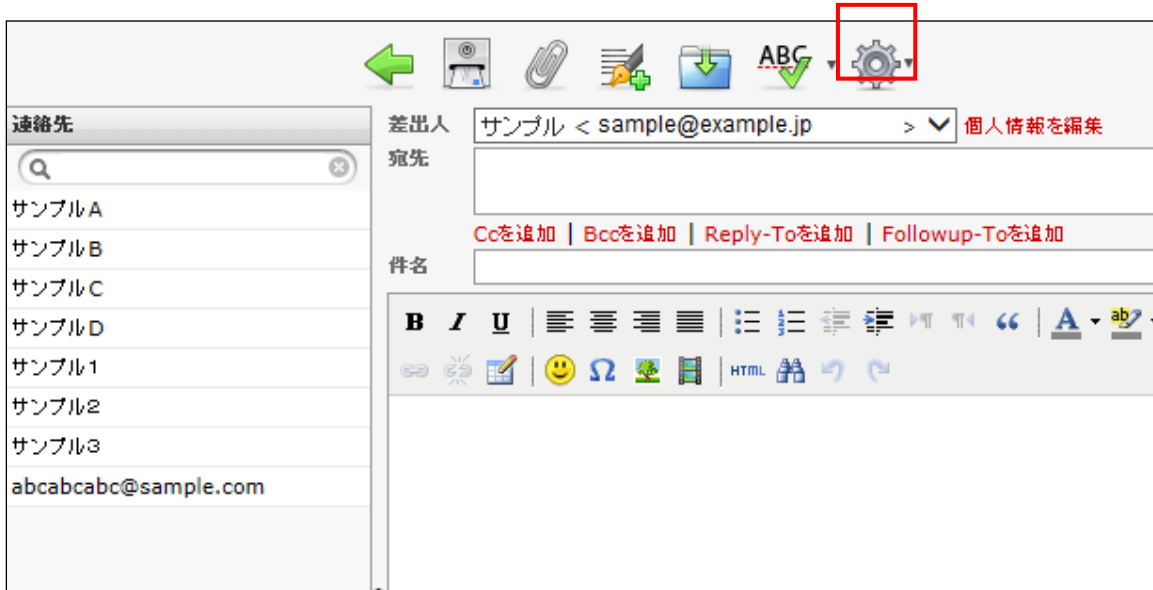 ABC
連絡先
差出人 サンプル < sample@example.jp > 個人情報を編集
宛先
サンプルA
Ccを追加 | Bccを追加 | Reply-Toを追加 | Followup-Toを追加
サンプルB
件名
サンプルC
サンプルD
B I U A ab
サンプル1
Ω HTML
サンプル2
サンプル3
abcabcabc@sample.com